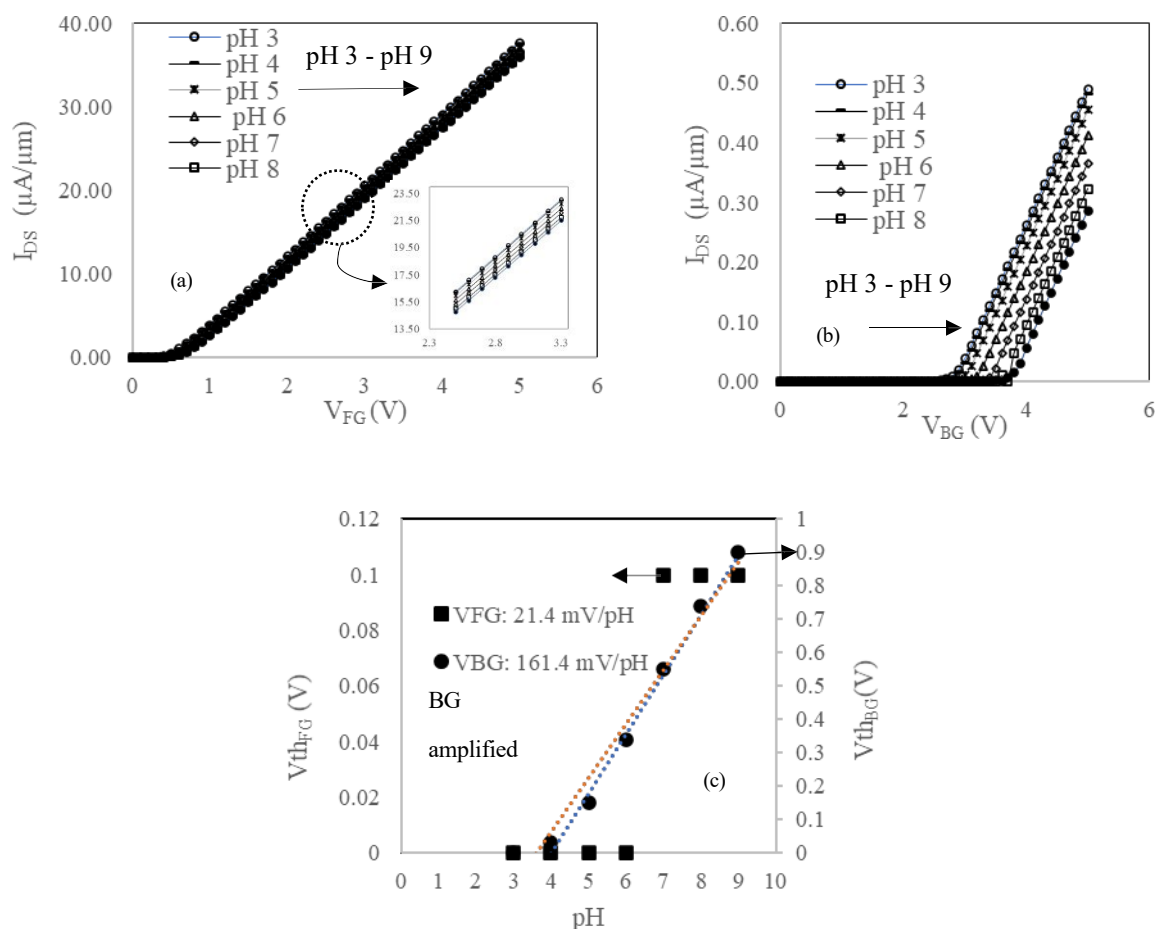 40.00
30.00
20.00
10.00
0.00
I_DS (μA/μm)
pH 3
pH 4
pH 5
pH 6
pH 7
pH 8
pH 3 - pH 9
(a)
23.50
21.50
19.50
17.50
15.50
13.50
2.3 2.8 3.3
0 1 2 3 4 5 6
V_FG (V)
0.60
0.50
0.40
0.30
0.20
0.10
0.00
I_DS (μA/μm)
pH 3
pH 4
pH 5
pH 6
pH 7
pH 8
pH 3 - pH 9
(b)
0 2 4 6
V_BG (V)
0.12
0.1
0.08
0.06
0.04
0.02
0
Vth_FG (V)
VFG: 21.4 mV/pH
VBG: 161.4 mV/pH
BG
amplified
(c)
1
0.9
0.8
0.7
0.6
0.5
0.4
0.3
0.2
0.1
0
Vth_BG(V)
0 1 2 3 4 5 6 7 8 9 10
pH